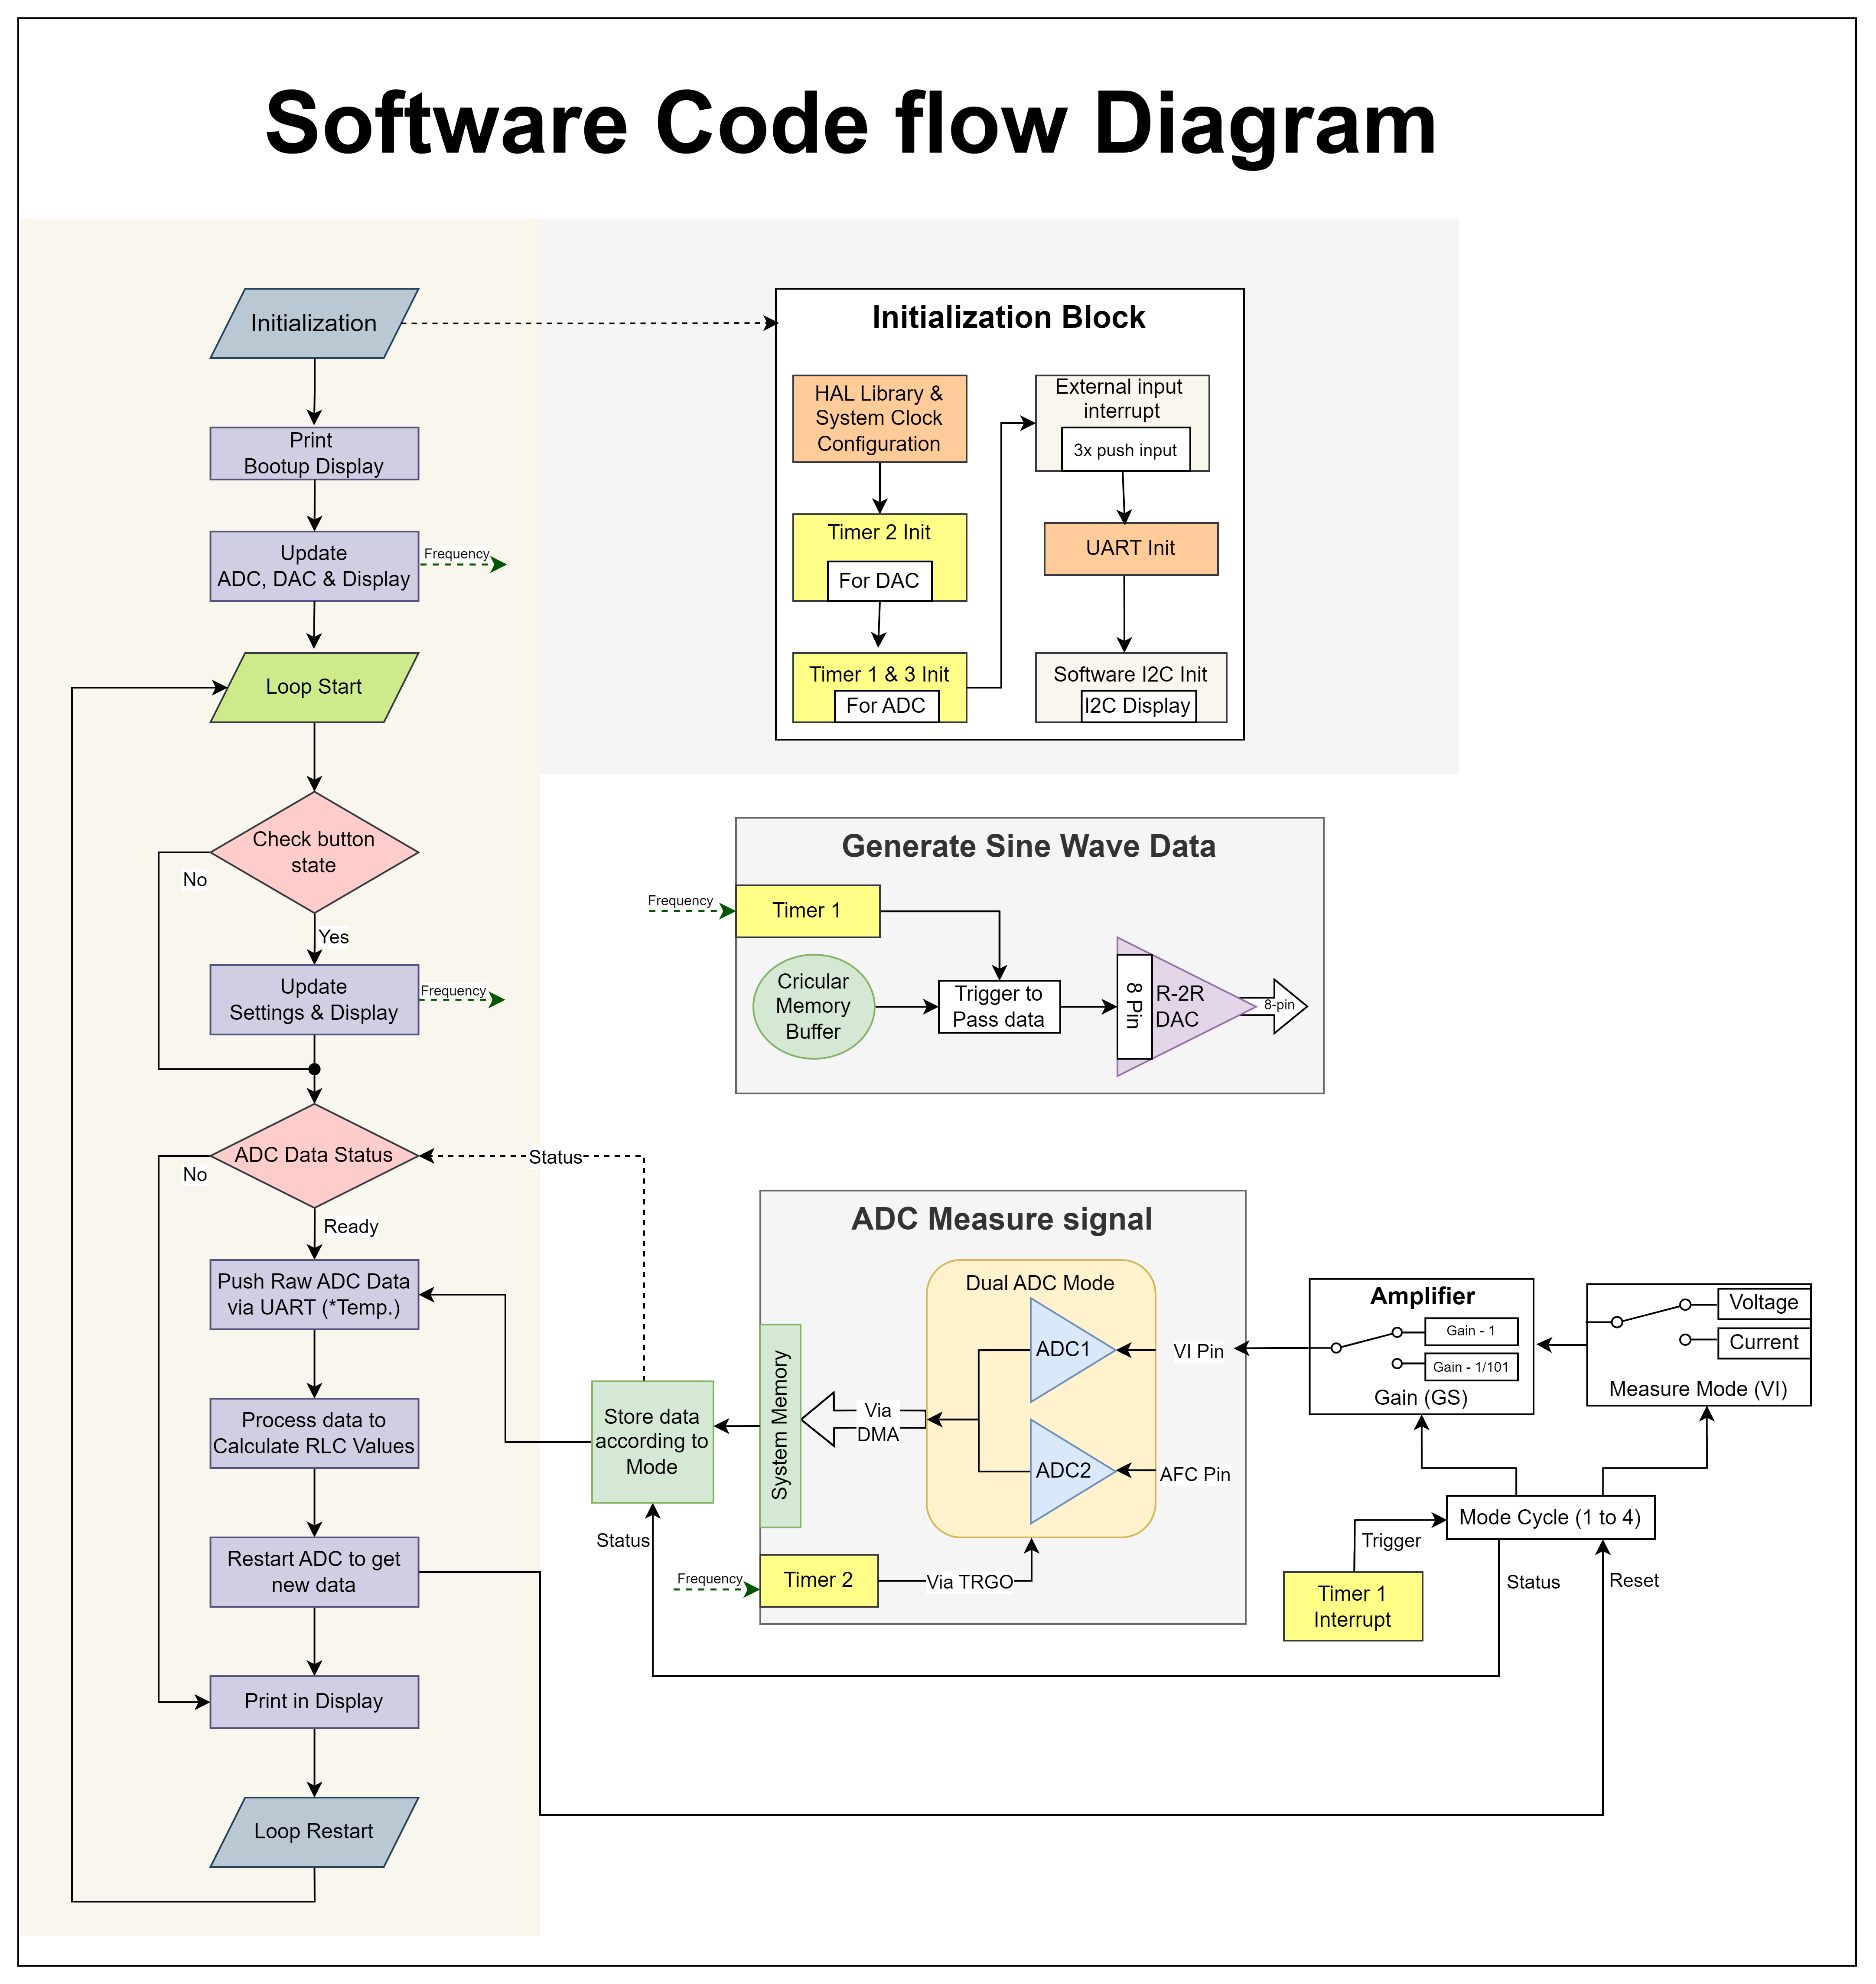 Software Code flow Diagram
Initialization
Print
Bootup Display
Update
ADC, DAC & Display
Frequency
Loop Start
Check button
state
No
Yes
Update
Settings & Display
Frequency
ADC Data Status
No
Status
Ready
Push Raw ADC Data
via UART (*Temp.)
Process data to
Calculate RLC Values
Restart ADC to get
new data
Print in Display
Loop Restart
Initialization Block
HAL Library &
System Clock
Configuration
Timer 2 Init
For DAC
Timer 1 & 3 Init
For ADC
External input
interrupt
3x push input
UART Init
Software I2C Init
I2C Display
Generate Sine Wave Data
Frequency
Timer 1
Cricular
Memory
Buffer
Trigger to
Pass data
8 Pin
R-2R
DAC
8-pin
ADC Measure signal
Dual ADC Mode
ADC1
ADC2
VI Pin
AFC Pin
Via
DMA
System Memory
Store data
according to
Mode
Status
Frequency
Timer 2
Via TRGO
Amplifier
Gain - 1
Gain - 1/101
Gain (GS)
Voltage
Current
Measure Mode (VI)
Mode Cycle (1 to 4)
Trigger
Timer 1
Interrupt
Status
Reset